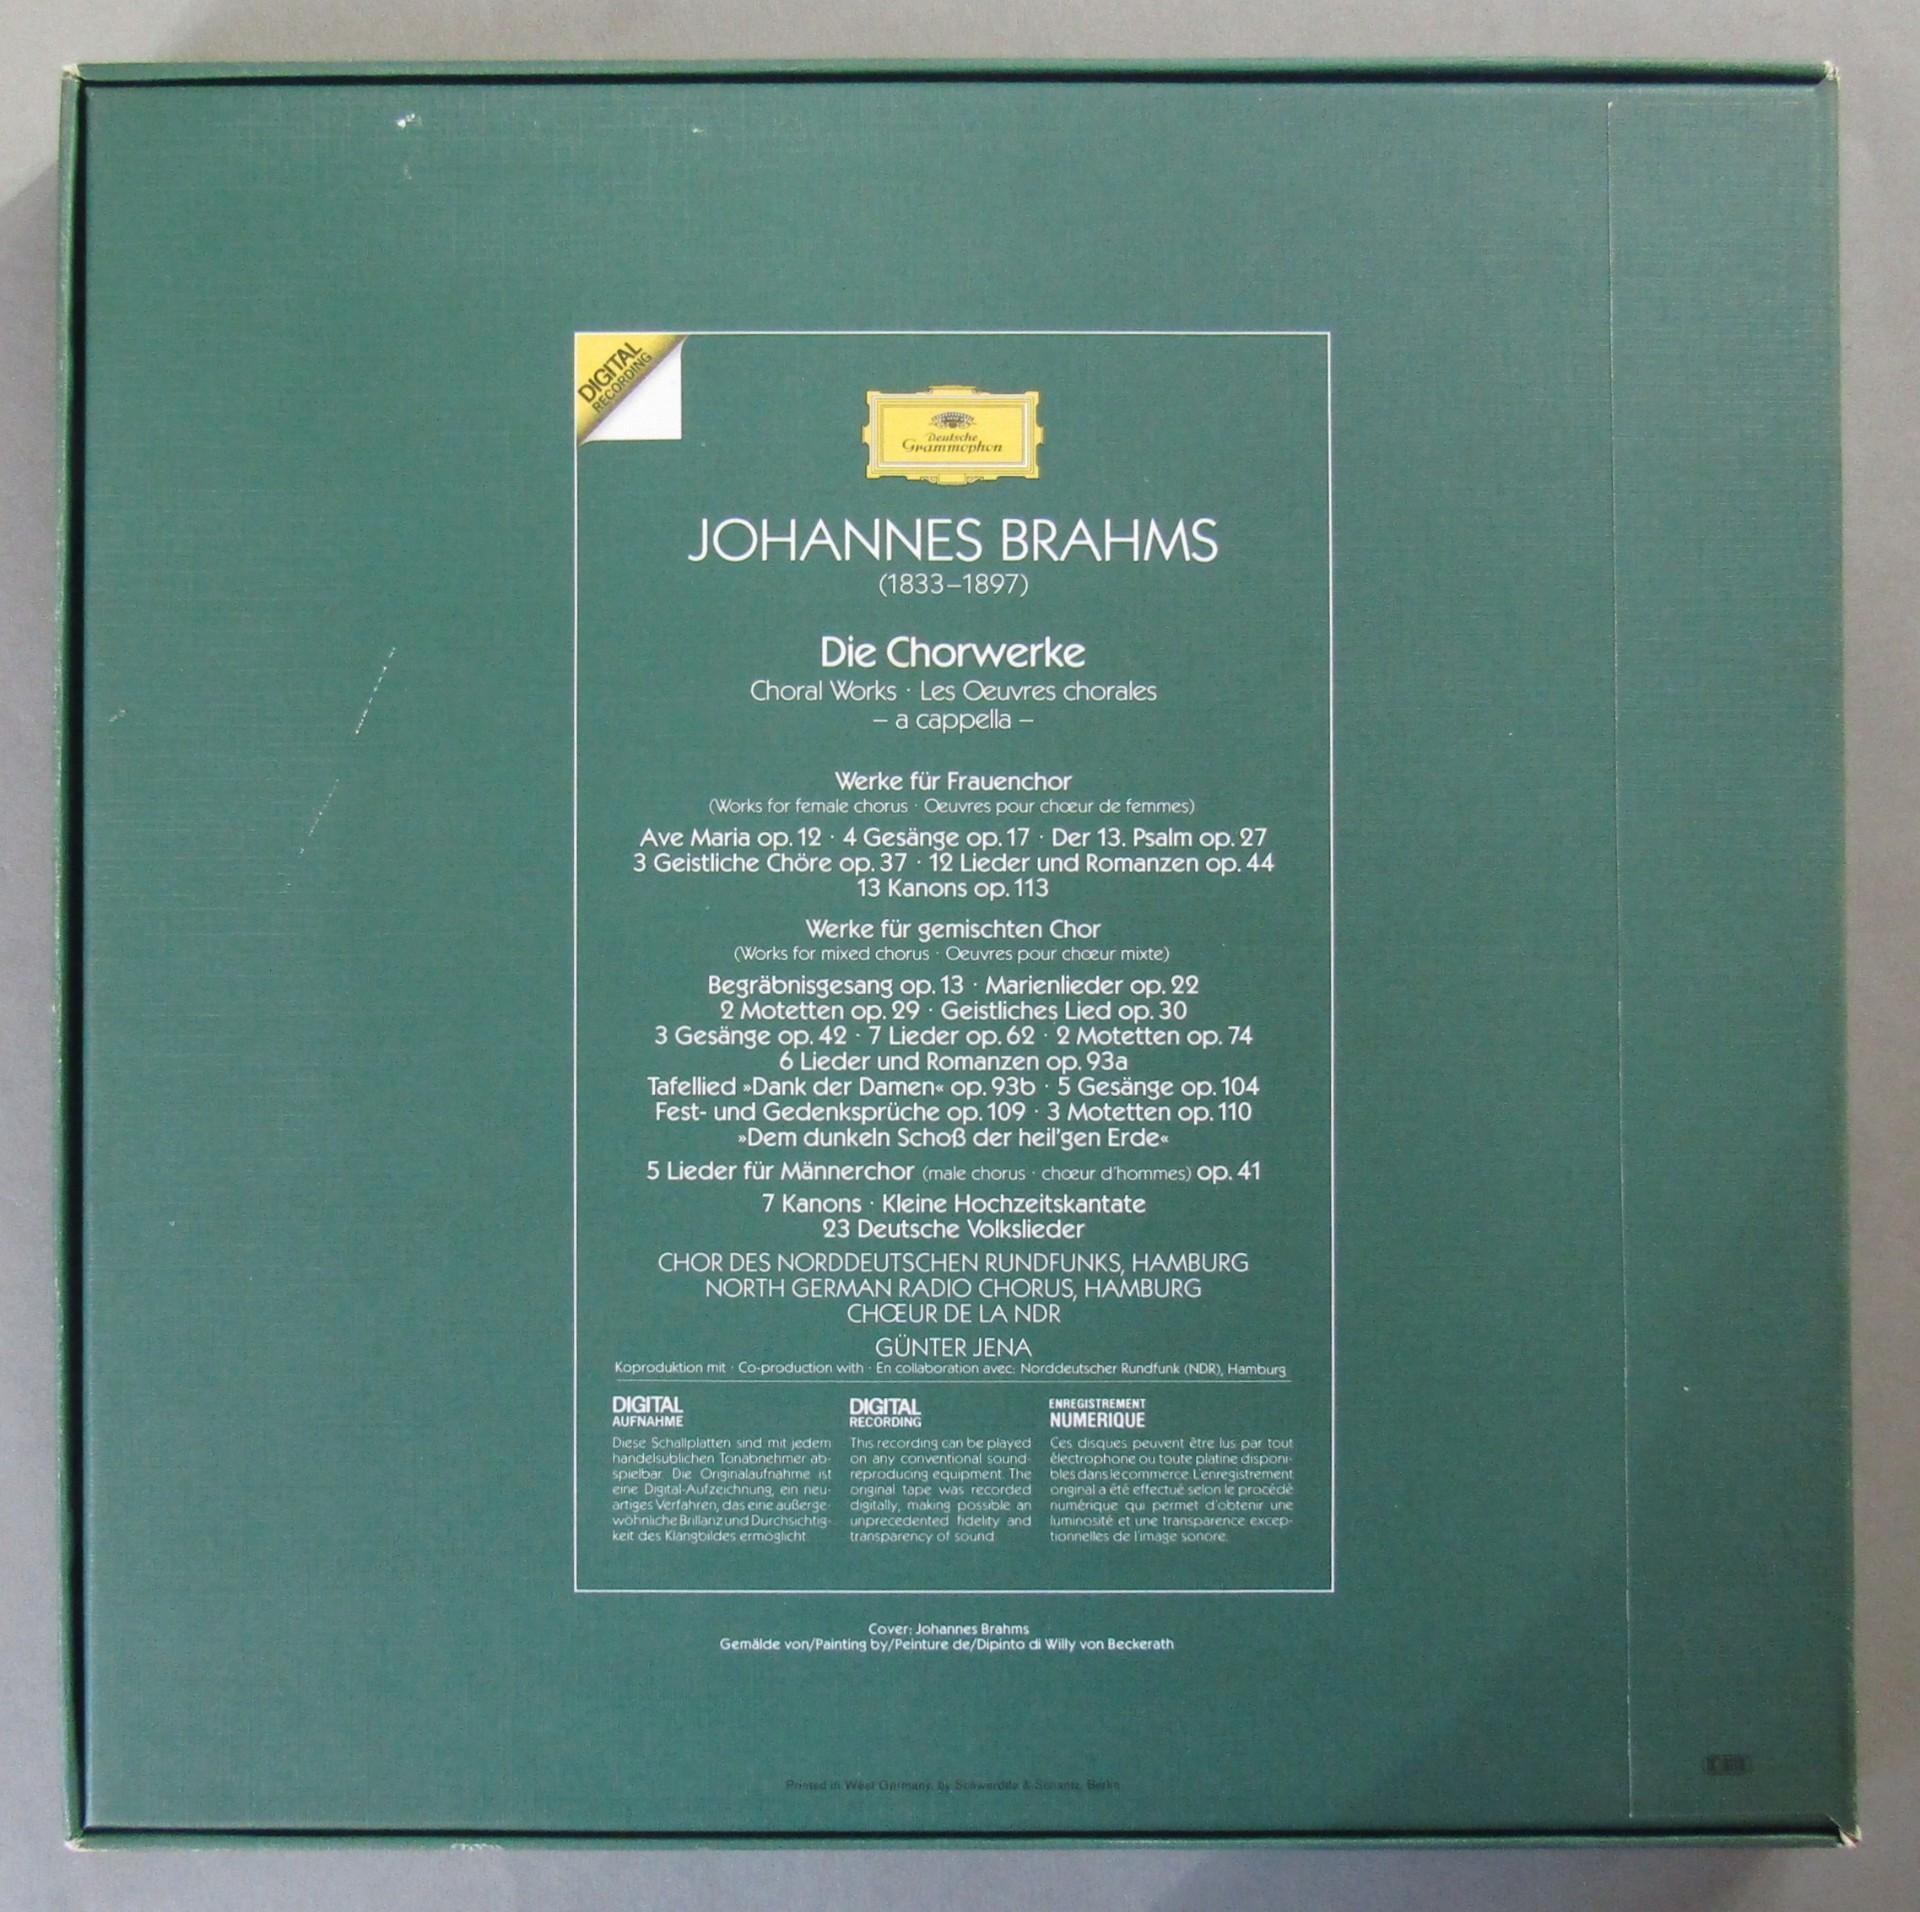 DIGITAL
RECORDING
Deutsche
Grammophon
JOHANNES BRAHMS
(1833–1897)
Die Chorwerke
Choral Works · Les Oeuvres chorales
– a cappella –
Werke für Frauenchor
(Works for female chorus · Oeuvres pour chœur de femmes)
Ave Maria op. 12 · 4 Gesänge op. 17 · Der 13. Psalm op. 27
3 Geistliche Chöre op. 37 · 12 Lieder und Romanzen op. 44
13 Kanons op. 113
Werke für gemischten Chor
(Works for mixed chorus · Oeuvres pour chœur mixte)
Begräbnisgesang op. 13 · Marienlieder op. 22
2 Motetten op. 29 · Geistliches Lied op. 30
3 Gesänge op. 42 · 7 Lieder op. 62 · 2 Motetten op. 74
6 Lieder und Romanzen op. 93a
Tafellied »Dank der Damen« op. 93b · 5 Gesänge op. 104
Fest- und Gedenksprüche op. 109 · 3 Motetten op. 110
»Dem dunkeln Schoß der heil'gen Erde«
5 Lieder für Männerchor (male chorus · chœur d'hommes) op. 41
7 Kanons · Kleine Hochzeitskantate
23 Deutsche Volkslieder
CHOR DES NORDDEUTSCHEN RUNDFUNKS, HAMBURG
NORTH GERMAN RADIO CHORUS, HAMBURG
CHŒUR DE LA NDR
GÜNTER JENA
Koproduktion mit · Co-production with · En collaboration avec: Norddeutscher Rundfunk (NDR), Hamburg
DIGITAL
AUFNAHME
Diese Schallplatten sind mit jedem
handelsüblichen Tonabnehmer ab-
spielbar. Die Originalaufnahme ist
eine Digital-Aufzeichnung, ein neu-
artiges Verfahren, das eine außerge-
wöhnliche Brillanz und Durchsichtig-
keit des Klangbildes ermöglicht.
DIGITAL
RECORDING
This recording can be played
on any conventional sound-
reproducing equipment. The
original tape was recorded
digitally, making possible an
unprecedented fidelity and
transparency of sound.
ENREGISTREMENT
NUMERIQUE
Ces disques peuvent être lus par tout
électrophone ou toute platine disponi-
bles dans le commerce. L'enregistrement
original a été effectué selon le procédé
numérique qui permet d'obtenir une
luminosité et une transparence excep-
tionnelles de l'image sonore.
Cover: Johannes Brahms
Gemälde von/Painting by/Peinture de/Dipinto di Willy von Beckerath
Printed in West Germany, by